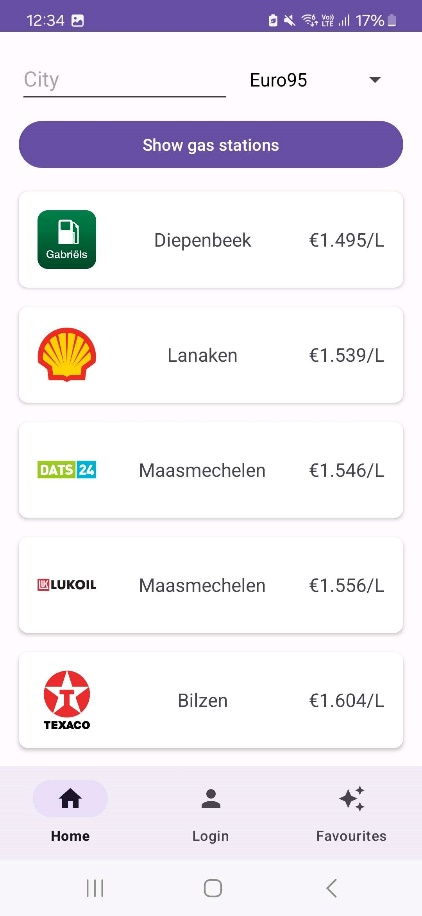 12:34 17%
City Euro95
Show gas stations
Gabriëls Diepenbeek €1.495/L
Lanaken €1.539/L
DATS 24 Maasmechelen €1.546/L
LUKOIL Maasmechelen €1.556/L
Bilzen €1.604/L
TEXACO
Home Login Favourites